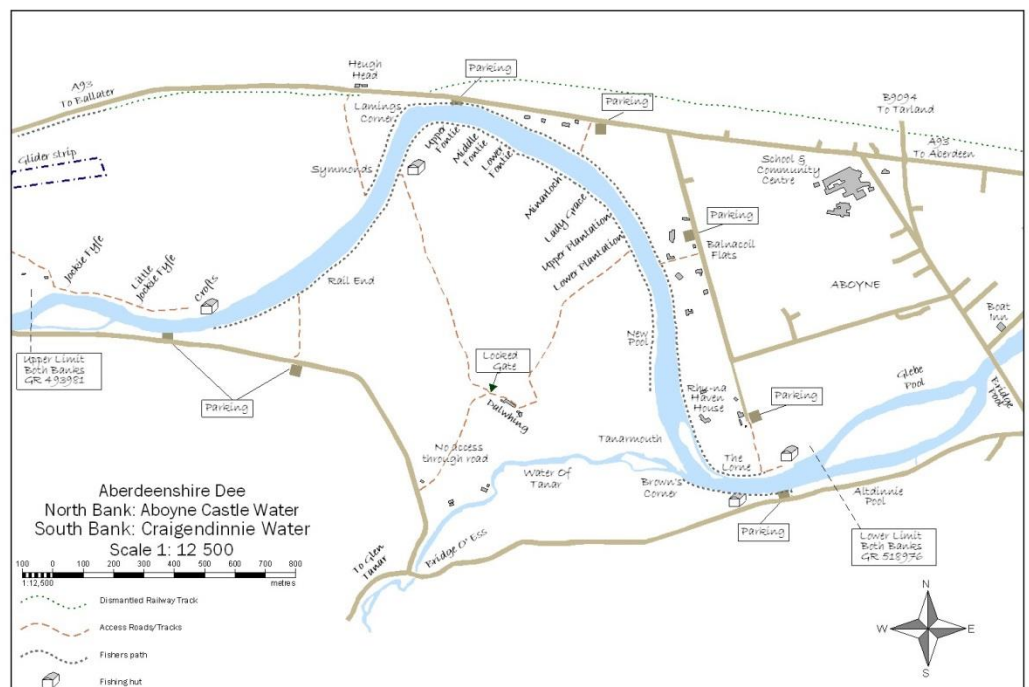 Heugh
Head
Parking
A93
To Ballater
Lamings
Corner
Parking
B9094
To Tarland
A93
To Aberdeen
Glider strip
Upper
Fontie
Middle
Fontie
Lower
Fontie
Symmonds
School &
Community
Centre
Minarloch
Lady Grace
Upper Plantation
Lower Plantation
Parking
Balnacoil
Flats
Jockie Fyfe
Little
Jockie Fyfe
Crofts
Rail End
ABOYNE
Boat
Inn
New
Pool
Upper Limit
Both Banks
GR 493981
Locked
Gate
Glebe
Pool
Bridge
Pool
Parking
Dalwhing
Rhu-na
Haven
House
Parking
No access
through road
Tanarmouth
The
Lorne
Water Of
Tanar
Brown's
Corner
Altdinnie
Pool
Parking
Lower Limit
Both Banks
GR 518976
Bridge O' Ess
To Glen
Tanar
Aberdeenshire Dee
North Bank: Aboyne Castle Water
South Bank: Craigendinnie Water
Scale 1: 12 500
100 0 100 200 300 400 500 600 700 800
1:12,500 metres
Dismantled Railway Track
Access Roads/Tracks
Fishers path
Fishing hut
N
W E
S